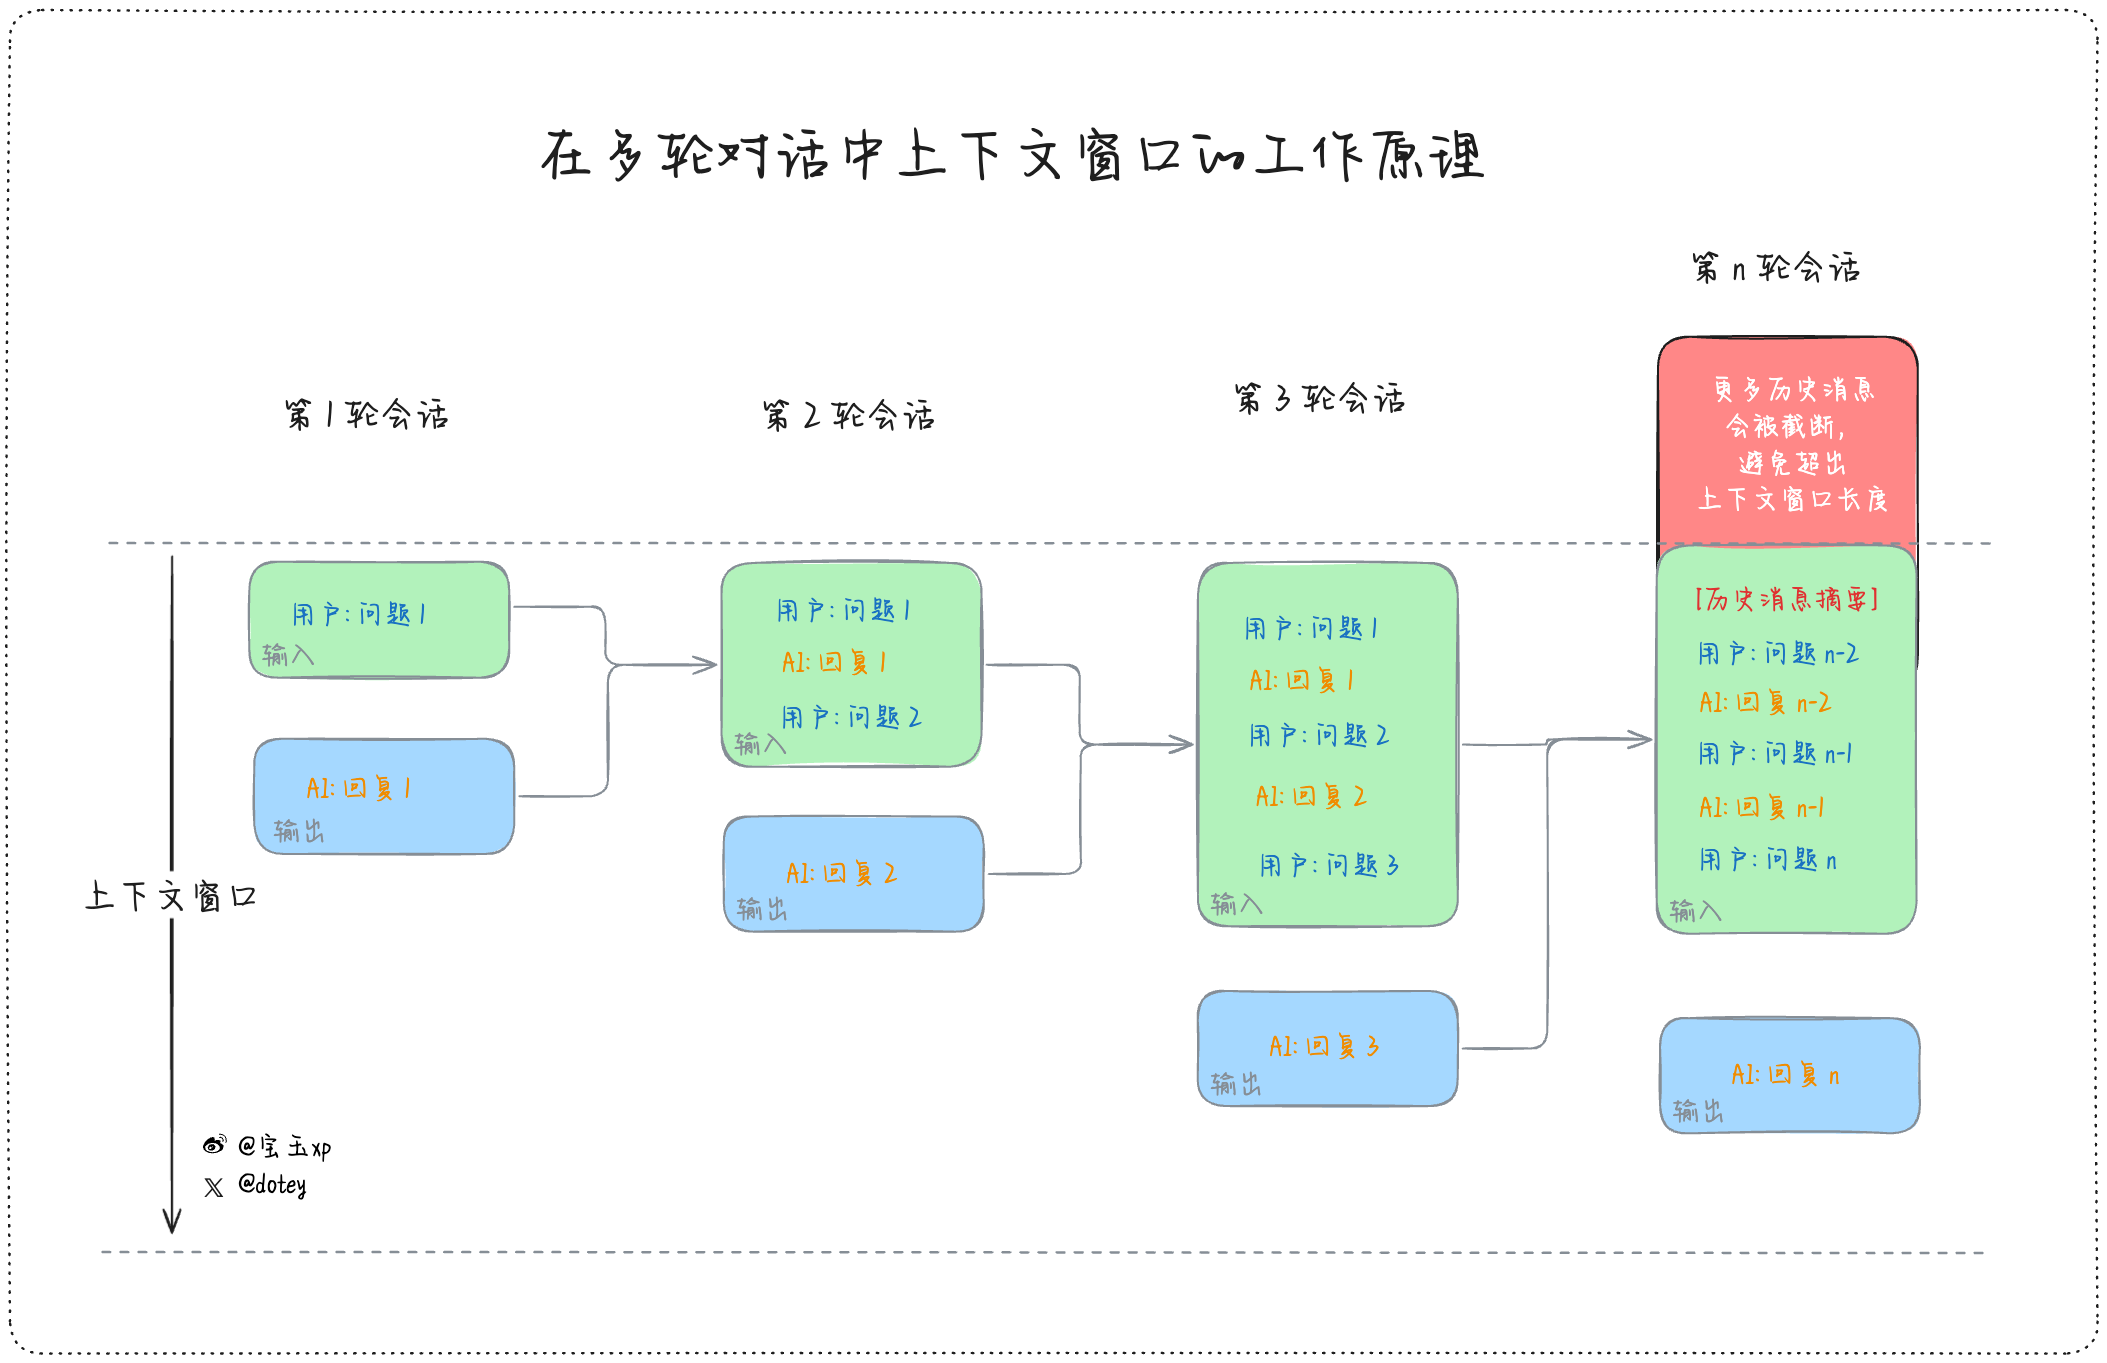 在多轮对话中上下文窗口的工作原理
第1轮会话
用户:问题1
输入
AI:回复1
输出
第2轮会话
用户:问题1
AI:回复1
用户:问题2
输入
AI:回复2
输出
第3轮会话
用户:问题1
AI:回复1
用户:问题2
AI:回复2
用户:问题3
输入
AI:回复3
输出
第n轮会话
更多历史消息
会被截断,
避免超出
上下文窗口长度
[历史消息摘要]
用户:问题n-2
AI:回复n-2
用户:问题n-1
AI:回复n-1
用户:问题n
输入
AI:回复n
输出
上下文窗口
@宝玉xp
@dotey